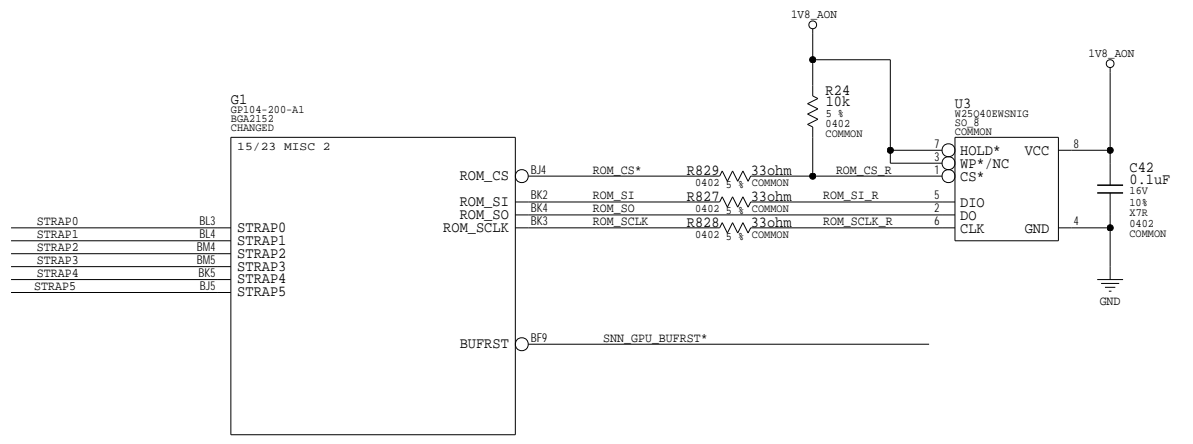 1V8_AON
1V8_AON
R24
10k
5 %
0402
COMMON
G1
GP104-200-A1
BGA2152
CHANGED
U3
W25Q40EWSNIG
SO_8
COMMON
15/23 MISC 2
7 HOLD* VCC 8
3 WP*/NC
ROM_CS BJ4 ROM_CS* R829 33ohm ROM_CS_R 1 CS*
0402 5 % COMMON
C42
0.1uF
16V
10%
X7R
0402
COMMON
ROM_SI BK2 ROM_SI R827 33ohm ROM_SI_R 5 DIO
0402 5 % COMMON
ROM_SO BK4 ROM_SO 2 DO
ROM_SCLK BK3 ROM_SCLK R828 33ohm ROM_SCLK_R 6 CLK GND 4
0402 5 % COMMON
STRAP0 BL3 STRAP0
STRAP1 BL4 STRAP1
STRAP2 BM4 STRAP2
STRAP3 BM5 STRAP3
STRAP4 BK5 STRAP4
STRAP5 BJ5 STRAP5
GND
BUFRST BF9 SNN_GPU_BUFRST*